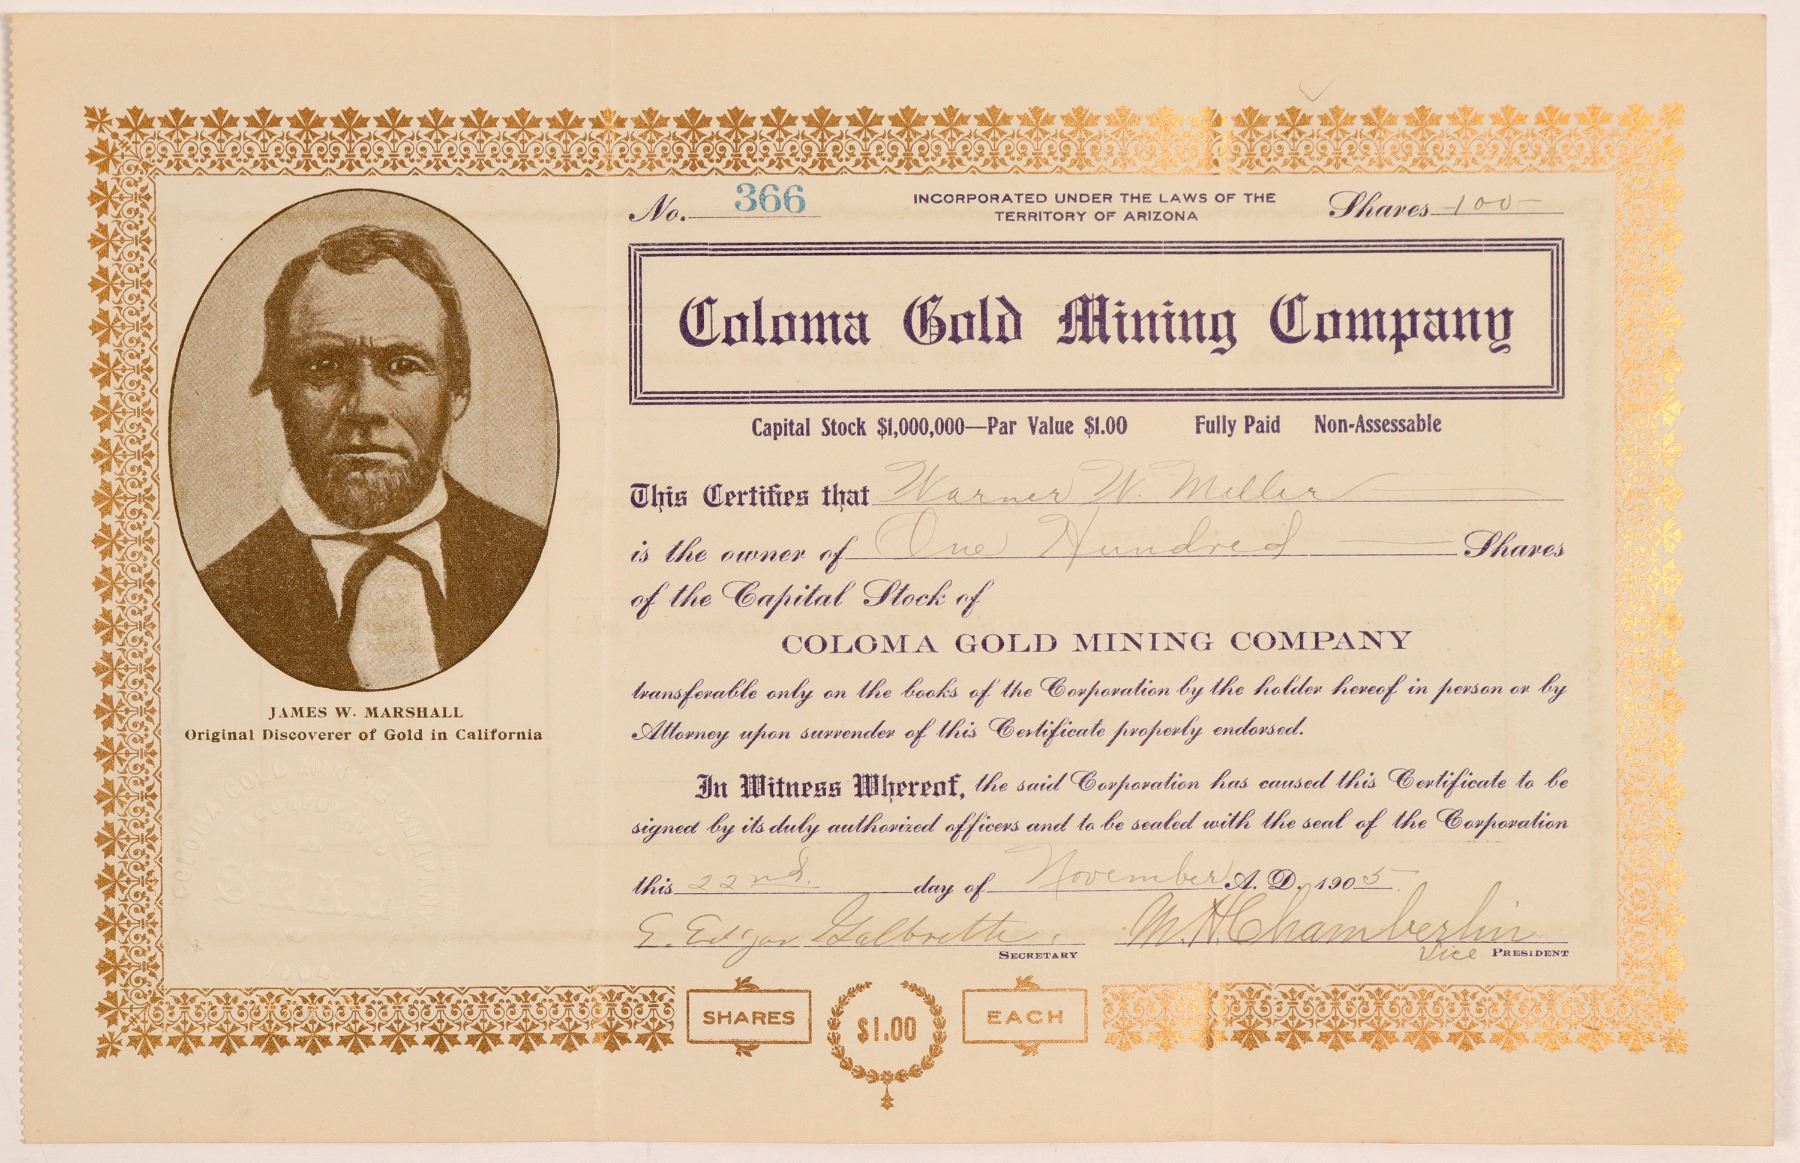 No. 366
INCORPORATED UNDER THE LAWS OF THE
TERRITORY OF ARIZONA
Shares 100
Coloma Gold Mining Company
Capital Stock $1,000,000—Par Value $1.00 Fully Paid Non-Assessable
This Certifies that Warner W. Miller
is the owner of One Hundred Shares
of the Capital Stock of
COLOMA GOLD MINING COMPANY
transferable only on the books of the Corporation by the holder hereof in person or by
Attorney upon surrender of this Certificate properly endorsed.
In Witness Whereof, the said Corporation has caused this Certificate to be
signed by its duly authorized officers and to be sealed with the seal of the Corporation
this 22nd. day of November A. D. 1905
E. Edgar Galbreth M. H. Chamberlin
SECRETARY Vice PRESIDENT
JAMES W. MARSHALL
Original Discoverer of Gold in California
COLOMA GOLD MINING COMPANY
SHARES $1.00 EACH